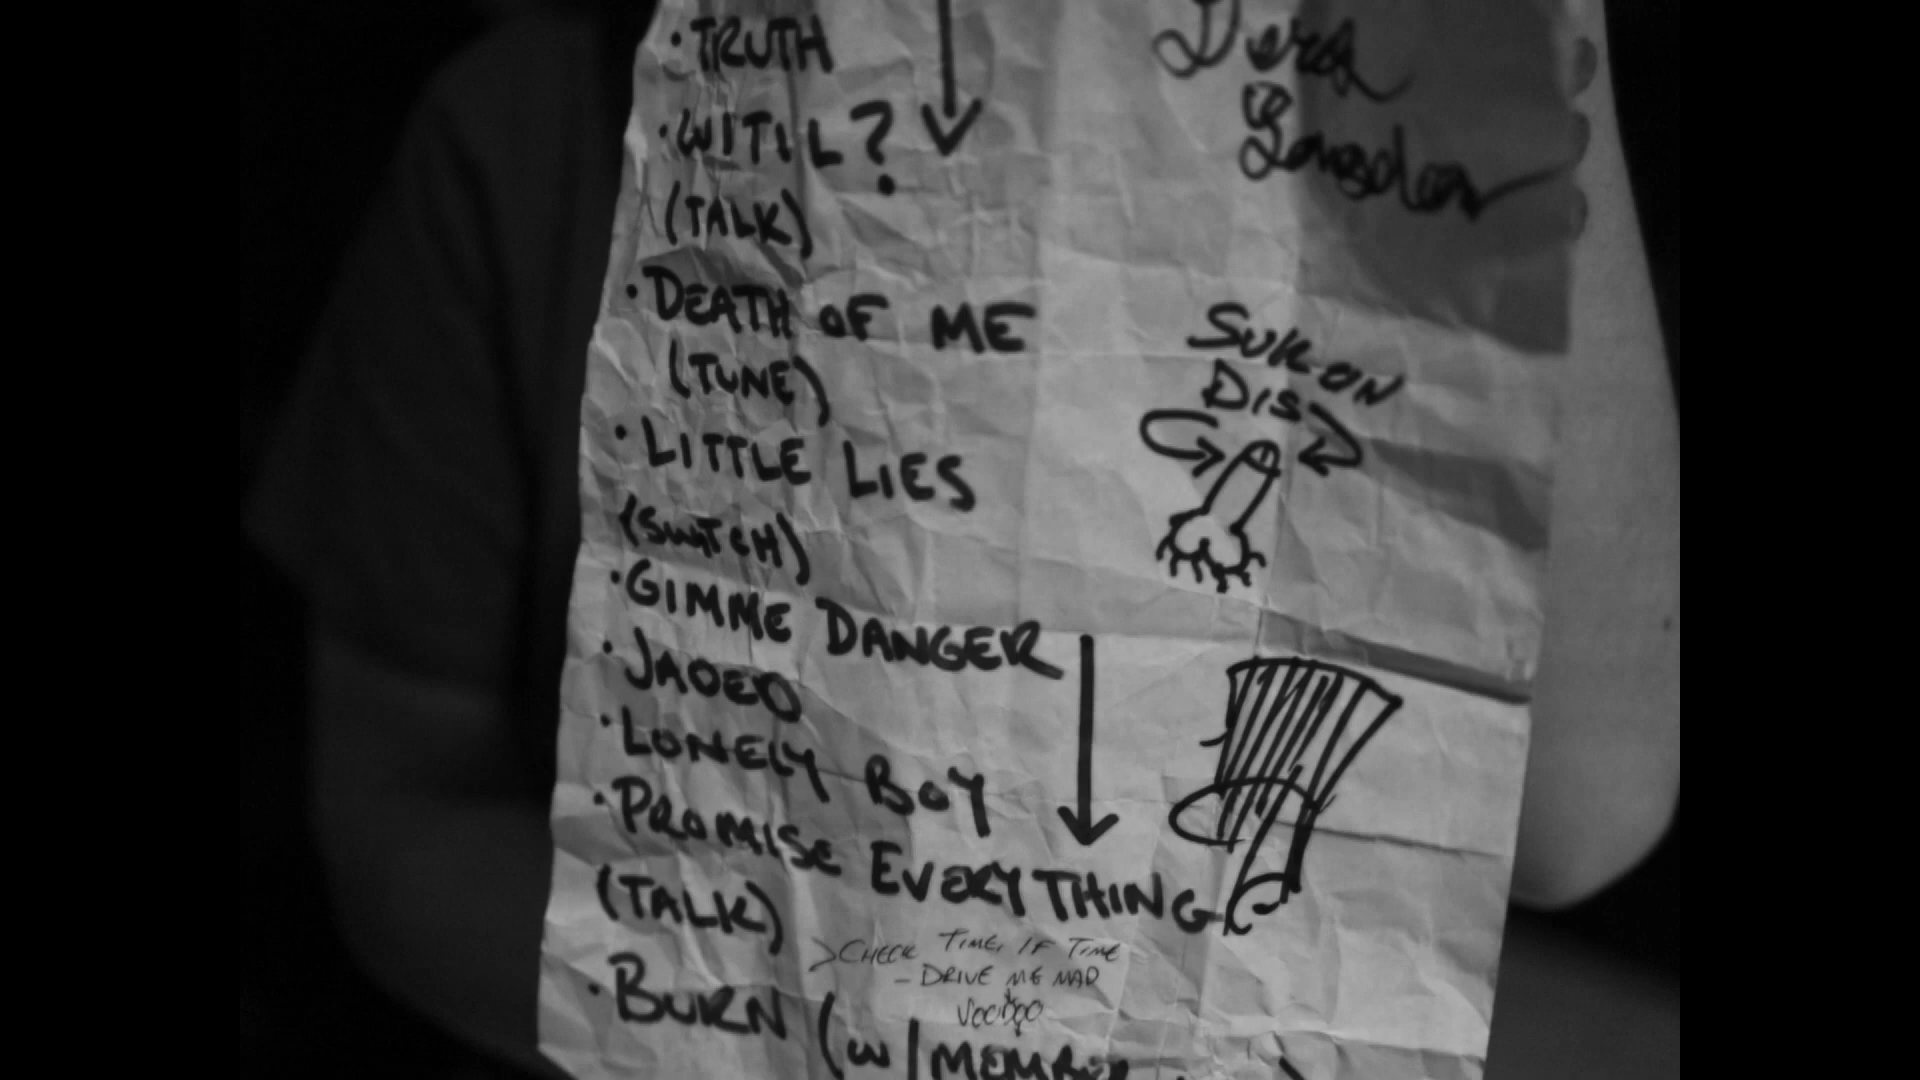 · TRUTH
· WITIL?
(TALK)
· DEATH OF ME
(TUNE)
· LITTLE LIES
(SWITCH)
· GIMME DANGER
· JADED
· LONELY BOY
· PROMISE EVERYTHING
(TALK)
>CHECK TIME, IF TIME
- DRIVE ME MAD
VOODOO
· BURN (w/MEMBER
SUK ON
DIS